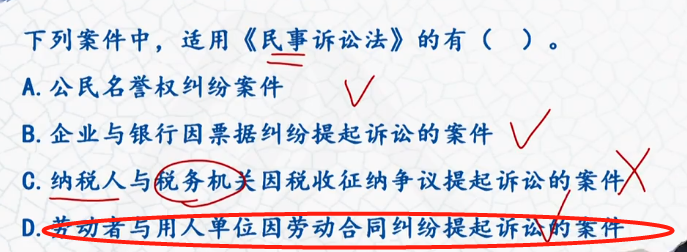 下列案件中，适用《民事诉讼法》的有（ ）。
A.公民名誉权纠纷案件
B.企业与银行因票据纠纷提起诉讼的案件
C.纳税人与税务机关因税收征纳争议提起诉讼的案件
D.劳动者与用人单位因劳动合同纠纷提起诉讼的案件